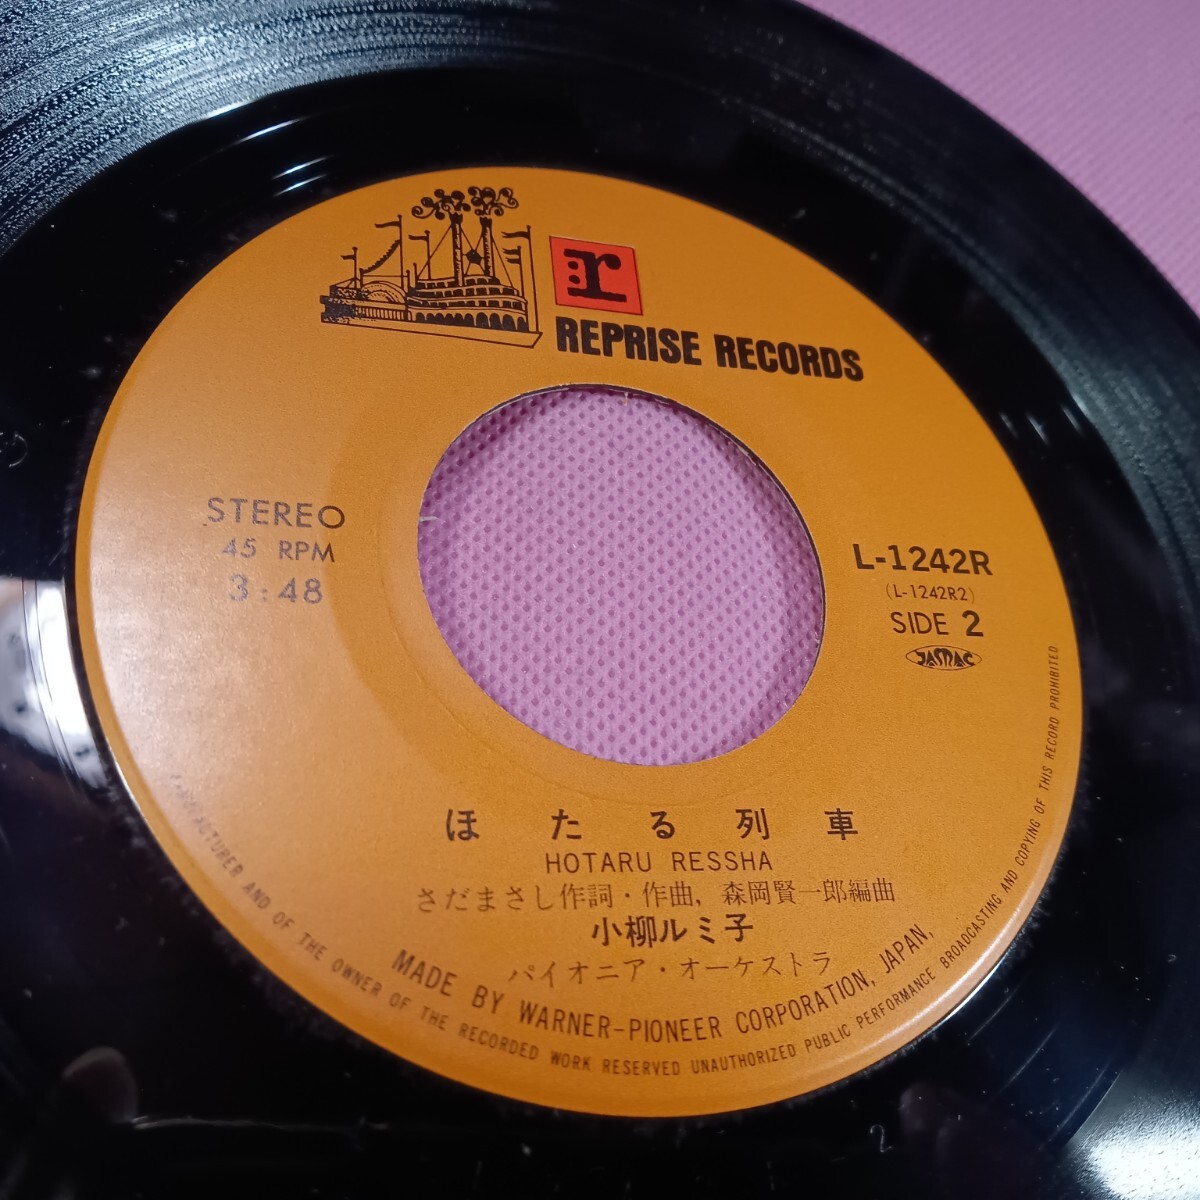 r
REPRISE RECORDS
STEREO
45 RPM
3:48
L-1242R
(L-1242R2)
SIDE 2
JASRAC
ほたる列車
HOTARU RESSHA
さだまさし作詞・作曲, 森岡賢一郎編曲
小柳ルミ子
パイオニア・オーケストラ
MADE BY WARNER-PIONEER CORPORATION, JAPAN,
AND OF THE OWNER OF THE RECORDED WORK RESERVED UNAUTHORIZED PUBLIC PERFORMANCE BROADCASTING AND COPYING OF THIS RECORD PROHIBITED
2